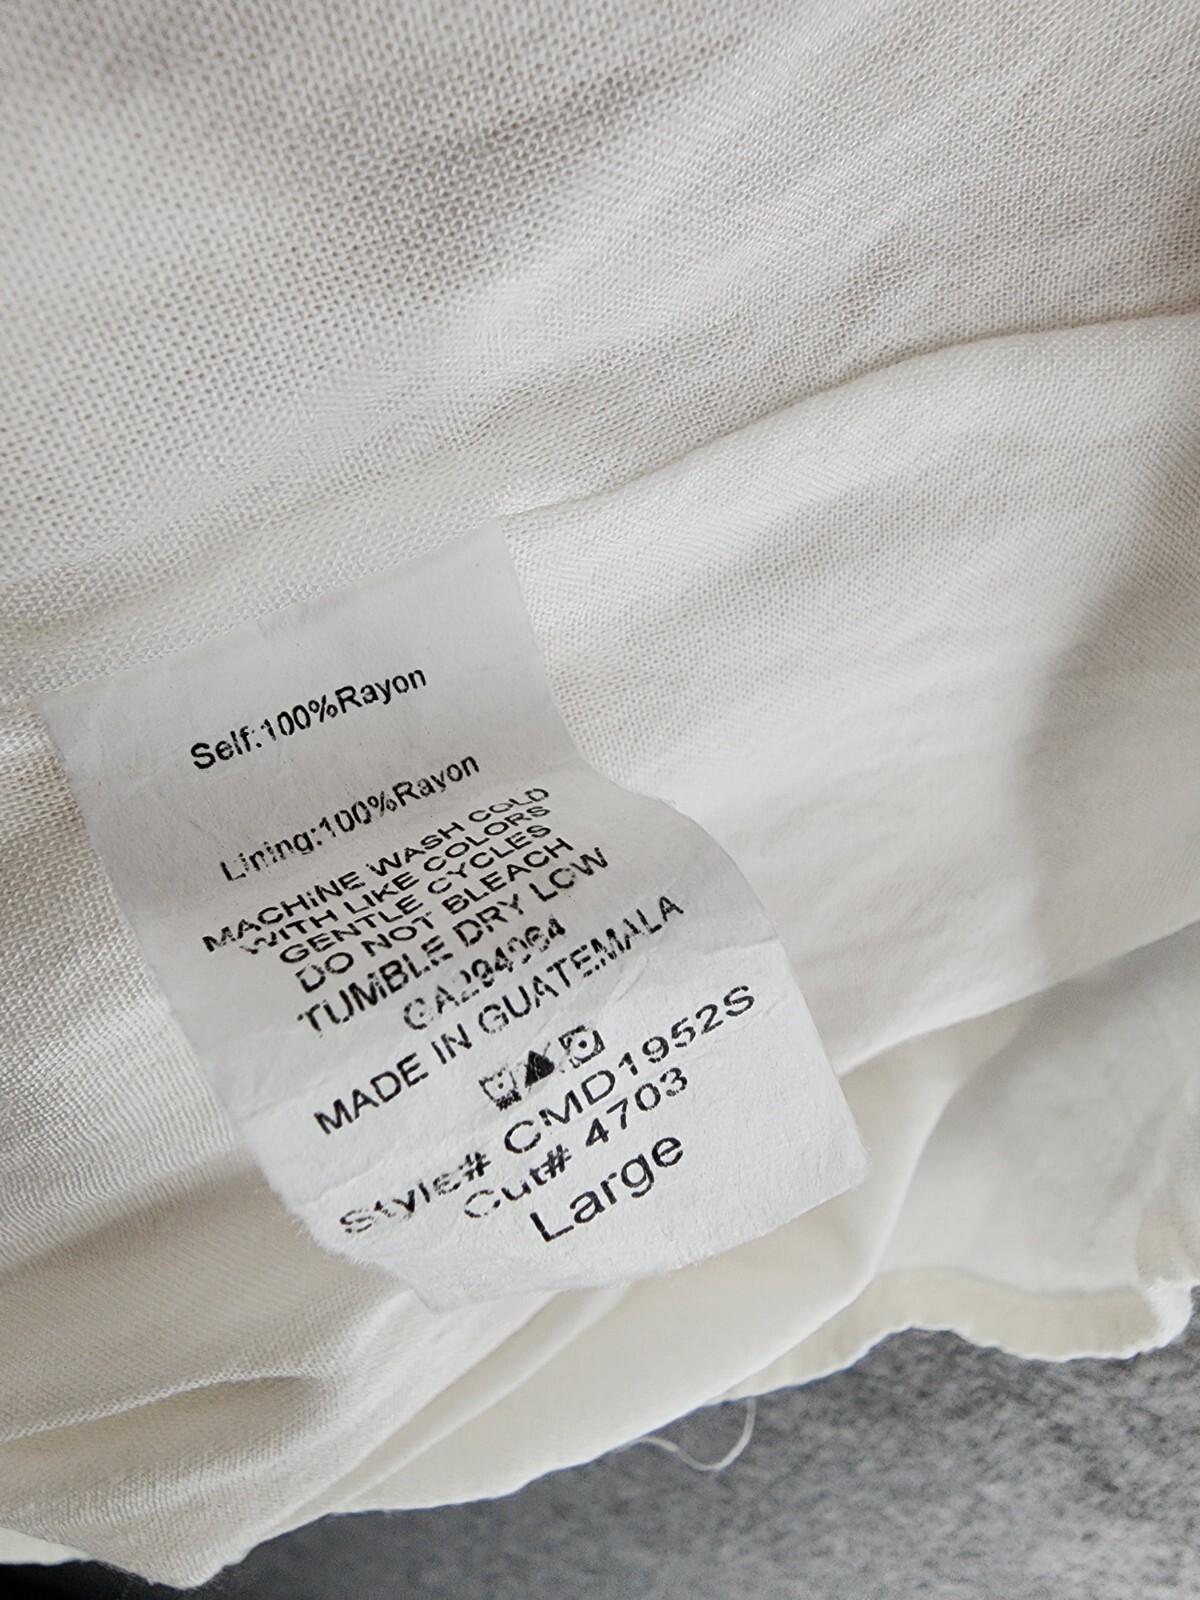 Self:100%Rayon
Lining:100%Rayon
MACHINE WASH COLD
WITH LIKE COLORS
GENTLE CYCLES
DO NOT BLEACH
TUMBLE DRY LOW
GA294064
MADE IN GUATEMALA
Style# CMD1952S
Cut# 4703
Large